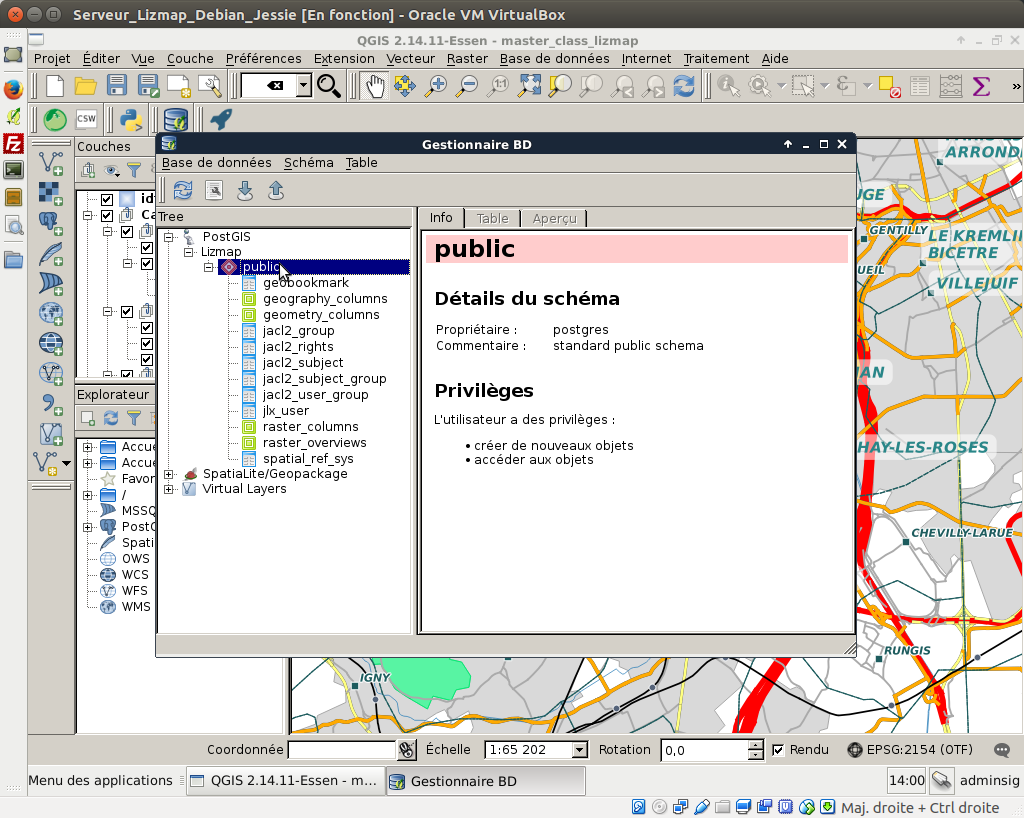 Serveur_Lizmap_Debian_Jessie [En fonction] - Oracle VM VirtualBox
QGIS 2.14.11-Essen - master_class_lizmap
Projet Éditer Vue Couche Préférences Extension Vecteur Raster Base de données Internet Traitement Aide
CSW
Couches
Gestionnaire BD
Base de données Schéma Table
Tree
Info Table Aperçu
PostGIS
Lizmap
public
geobookmark
geography_columns
geometry_columns
jacl2_group
jacl2_rights
jacl2_subject
jacl2_subject_group
jacl2_user_group
jlx_user
raster_columns
raster_overviews
spatial_ref_sys
SpatiaLite/Geopackage
Virtual Layers
public
Détails du schéma
Propriétaire : postgres
Commentaire : standard public schema
Privilèges
L'utilisateur a des privilèges :
• créer de nouveaux objets
• accéder aux objets
id
Ca
Explorateur
Accue
Accue
Favor
/
MSSQ
PostG
Spati
OWS
WCS
WFS
WMS
ARROND
GENTILLY
LE KREMLI
BICETRE
VILLEJUIF
HAY-LES-ROSES
CHEVILLY-LARUE
RUNGIS
IGNY
Coordonnée Échelle 1:65 202 Rotation 0,0 Rendu EPSG:2154 (OTF)
Menu des applications QGIS 2.14.11-Essen - m... Gestionnaire BD 14:00 adminsig
Maj. droite + Ctrl droite